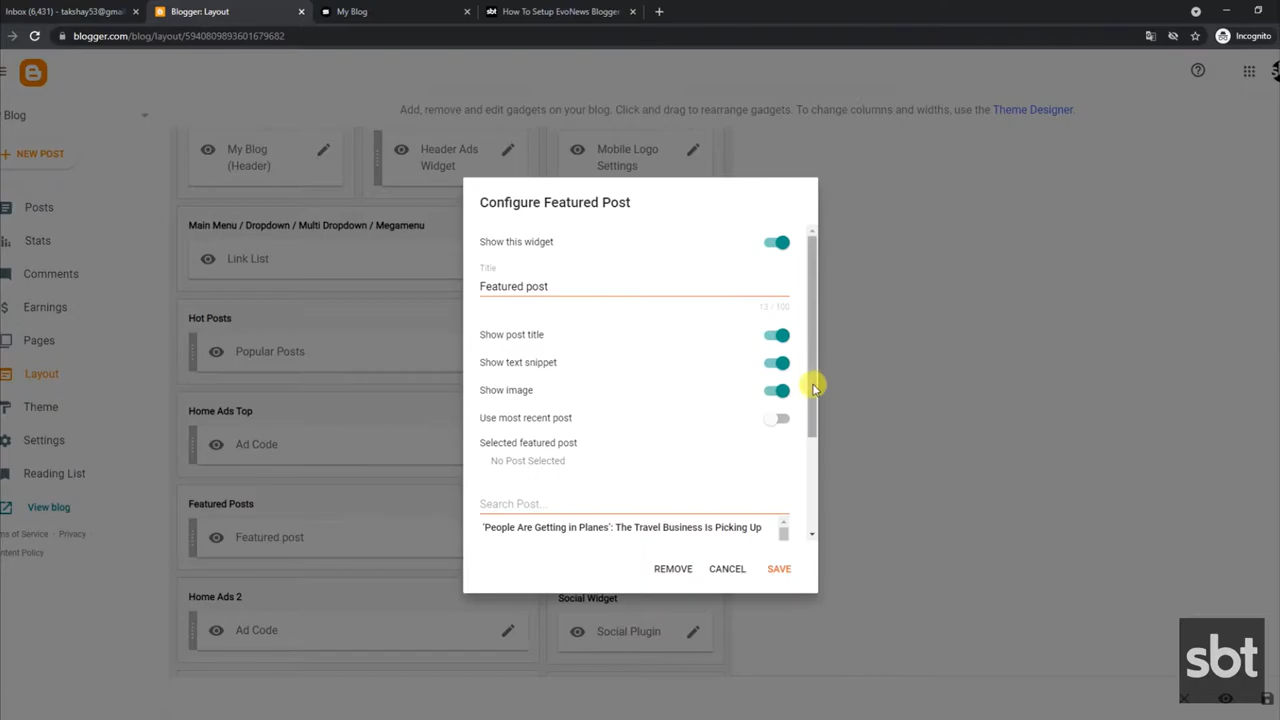 Inbox (6,431) - takshay53@gmai
Blogger: Layout
My Blog
sbt
How To Setup EvoNews Blogger
blogger.com/blog/layout/5940809893601679682
Incognito
Blog
Add, remove and edit gadgets on your blog. Click and drag to rearrange gadgets. To change columns and widths, use the Theme Designer.
NEW POST
Posts
Stats
Comments
Earnings
Pages
Layout
Theme
Settings
Reading List
View blog
ms of Service · Privacy ·
ntent Policy
My Blog
(Header)
Header Ads
Widget
Mobile Logo
Settings
Main Menu / Dropdown / Multi Dropdown / Megamenu
Link List
Hot Posts
Popular Posts
Home Ads Top
Ad Code
Featured Posts
Featured post
Home Ads 2
Ad Code
Social Widget
Social Plugin
Configure Featured Post
Show this widget
Title
Featured post
13 / 100
Show post title
Show text snippet
Show image
Use most recent post
Selected featured post
No Post Selected
Search Post...
'People Are Getting in Planes': The Travel Business Is Picking Up
REMOVE
CANCEL
SAVE
sbt